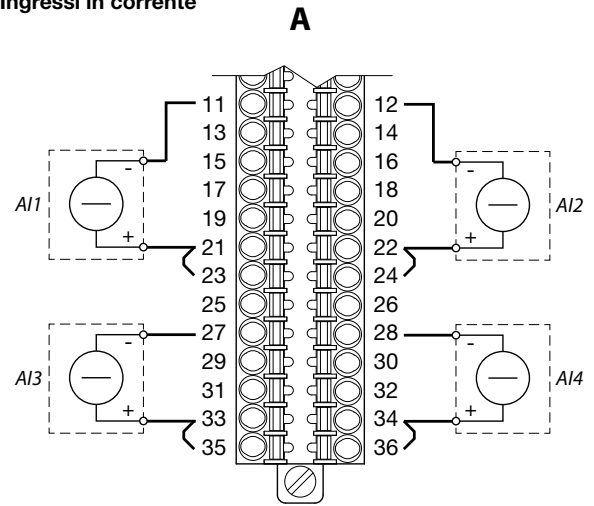 Ingressi in corrente
A
11 12
13 14
- 15 16 -
AI1 17 18 AI2
19 20
+ 21 22 +
23 24
25 26
- 27 28 -
29 30
AI3 31 32 AI4
+ 33 34 +
35 36